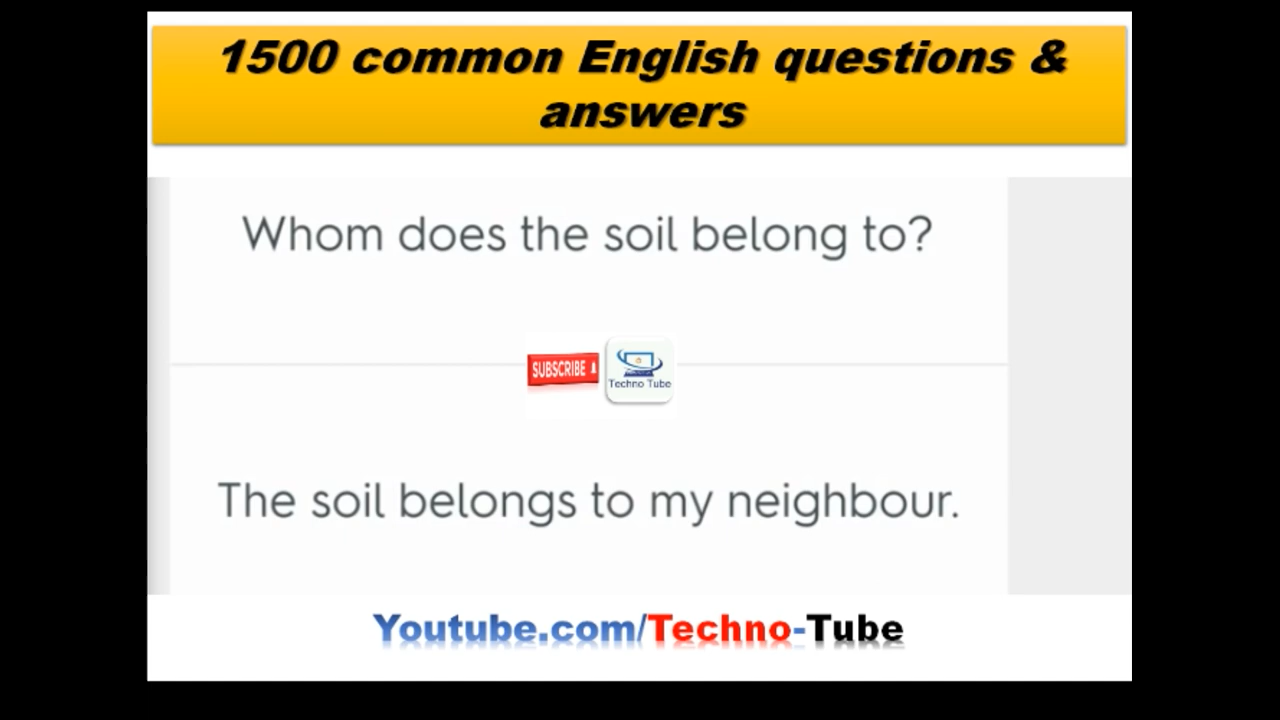 1500 common English questions &
answers
Whom does the soil belong to?
SUBSCRIBE
Techno Tube
The soil belongs to my neighbour.
Youtube.com/Techno-Tube